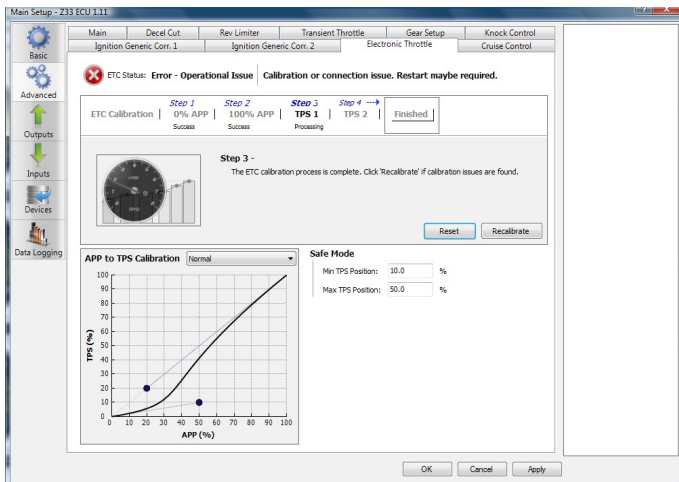 Main Setup - Z33 ECU 1.11
Basic
Advanced
Outputs
Inputs
Devices
Data Logging
Main
Decel Cut
Rev Limiter
Transient Throttle
Gear Setup
Knock Control
Ignition Generic Corr. 1
Ignition Generic Corr. 2
Electronic Throttle
Cruise Control
ETC Status: Error - Operational Issue
Calibration or connection issue. Restart maybe required.
Step 1
Step 2
Step 3
Step 4
ETC Calibration
0% APP
100% APP
TPS 1
TPS 2
Finished
Success
Success
Processing
Step 3 -
The ETC calibration process is complete. Click 'Recalibrate' if calibration issues are found.
Reset
Recalibrate
APP to TPS Calibration
Normal
TPS (%)
100
90
80
70
60
50
40
30
20
10
0
0 10 20 30 40 50 60 70 80 90 100
APP (%)
Safe Mode
Min TPS Position: 10.0 %
Max TPS Position: 50.0 %
OK
Cancel
Apply